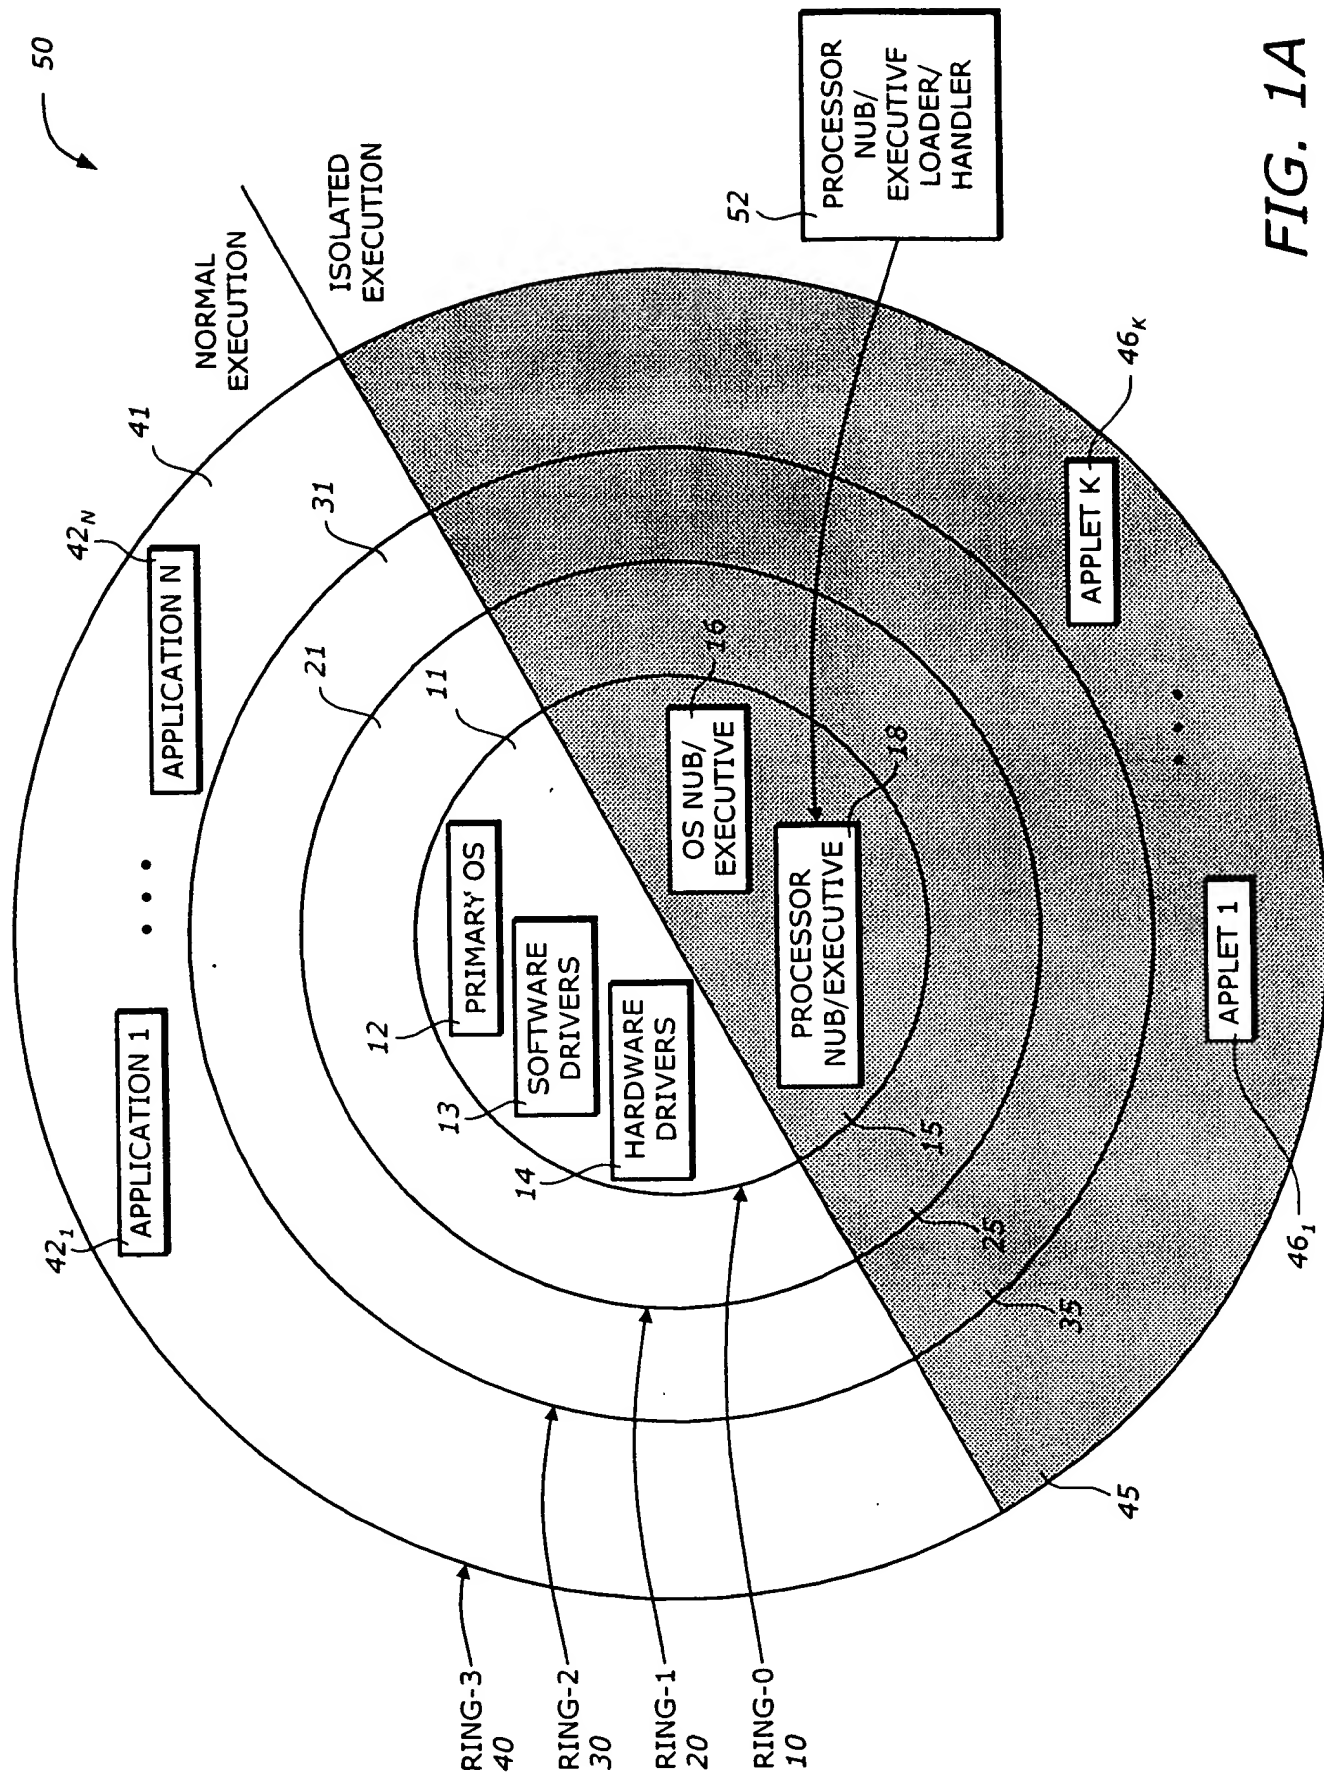 50
NORMAL
EXECUTION
ISOLATED
EXECUTION
41
42N
APPLICATION N
APPLICATION 1
421
31
21
11
PRIMARY OS
12
SOFTWARE
DRIVERS
13
HARDWARE
DRIVERS
14
OS NUB/
EXECUTIVE
16
PROCESSOR
NUB/EXECUTIVE
18
52
PROCESSOR
NUB/
EXECUTIVE
LOADER/
HANDLER
APPLET K
46K
APPLET 1
461
15
25
35
45
RING-3
40
RING-2
30
RING-1
20
RING-0
10
FIG. 1A